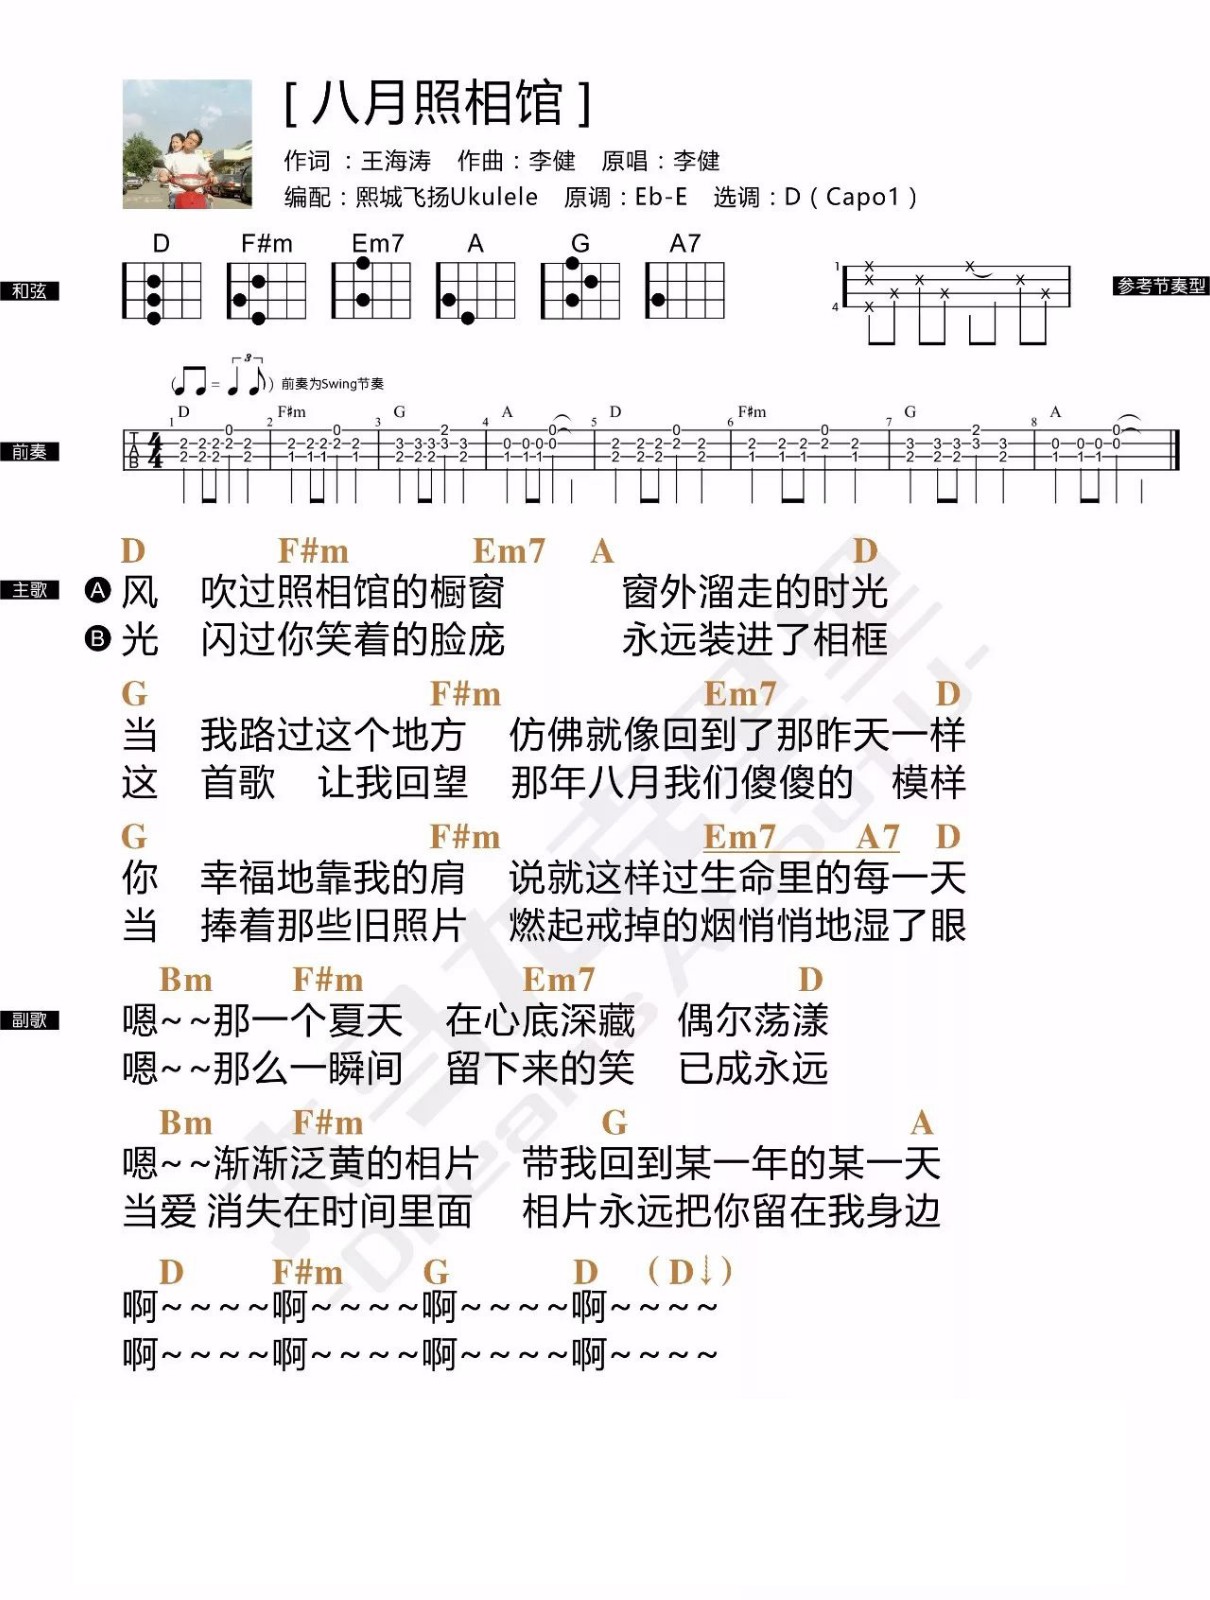 [ 八月照相馆 ]
作词 ：王海涛 作曲：李健 原唱：李健
编配：熙城飞扬Ukulele 原调：Eb-E 选调：D（Capo1）
D F#m Em7 A G A7
和弦
1
4
参考节奏型
( = 3 ) 前奏为Swing节奏
前奏
1 D 2 F#m 3 G 4 A 5 D 6 F#m 7 G 8 A
T A B 4 4
D F#m Em7 A D
主歌
A 风 吹过照相馆的橱窗 窗外溜走的时光
B 光 闪过你笑着的脸庞 永远装进了相框
G F#m Em7 D
当 我路过这个地方 仿佛就像回到了那昨天一样
这 首歌 让我回望 那年八月我们傻傻的 模样
G F#m Em7 A7 D
你 幸福地靠我的肩 说就这样过生命里的每一天
当 捧着那些旧照片 燃起戒掉的烟悄悄地湿了眼
Bm F#m Em7 D
副歌
嗯~~那一个夏天 在心底深藏 偶尔荡漾
嗯~~那么一瞬间 留下来的笑 已成永远
Bm F#m G A
嗯~~渐渐泛黄的相片 带我回到某一年的某一天
当爱 消失在时间里面 相片永远把你留在我身边
D F#m G D （D↓）
啊~~~~啊~~~~啊~~~~啊~~~~
啊~~~~啊~~~~啊~~~~啊~~~~